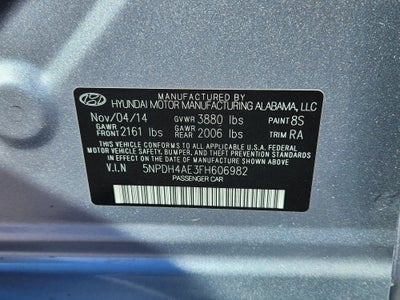 MANUFACTURED BY
HYUNDAI MOTOR MANUFACTURING ALABAMA, LLC
Nov/04/14 GVWR 3880 lbs PAINT 8S
GAWR FRONT 2161 lbs GAWR REAR 2006 lbs TRIM RA
THIS VEHICLE CONFORMS TO ALL APPLICABLE U.S.A FEDERAL
MOTOR VEHICLE SAFETY, BUMPER, AND THEFT PREVENTION
STANDARDS IN EFFECT ON THE DATE OF MANUFACTURE SHOWN ABOVE.
V.I.N 5NPDH4AE3FH606982
PASSENGER CAR